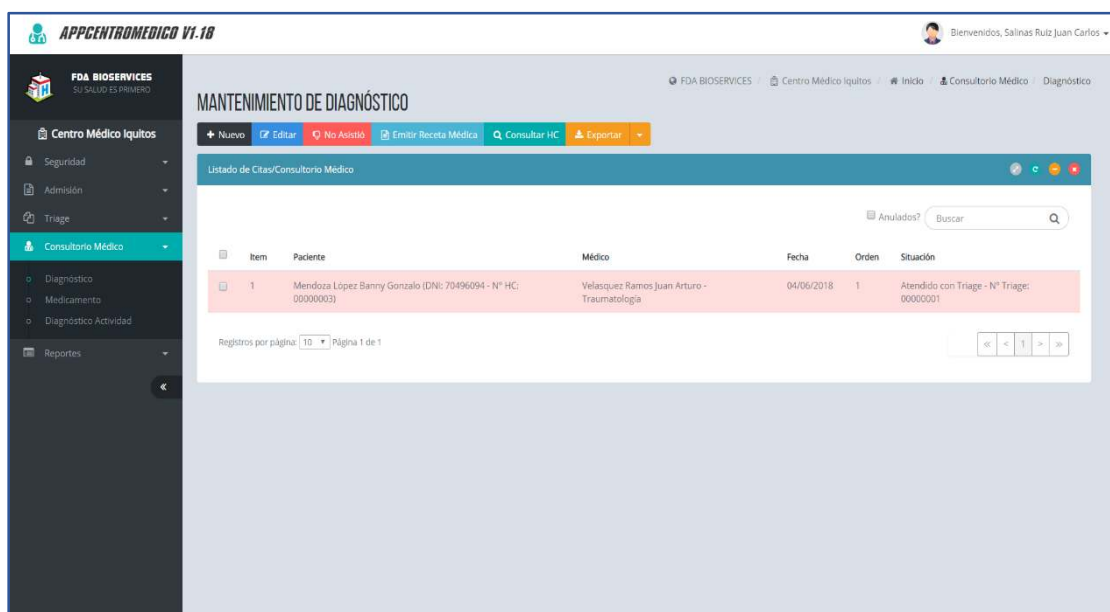 APPCENTROMEDICO V1.18
Bienvenidos, Salinas Ruiz Juan Carlos
FDA BIOSERVICES
SU SALUD ES PRIMERO
FDA BIOSERVICES / Centro Médico Iquitos / Inicio / Consultorio Médico / Diagnóstico
MANTENIMIENTO DE DIAGNÓSTICO
Centro Médico Iquitos
Nuevo Editar No Asistió Emitir Receta Médica Consultar HC Exportar
Seguridad
Admisión
Triage
Consultorio Médico
Diagnóstico
Medicamento
Diagnóstico Actividad
Reportes
Listado de Citas/Consultorio Médico
Anulados? Buscar
Item Paciente Médico Fecha Orden Situación
1 Mendoza López Banny Gonzalo (DNI: 70496094 - N° HC: Velasquez Ramos Juan Arturo - 04/06/2018 1 Atendido con Triage - N° Triage:
00000003) Traumatología 00000001
Registros por página: 10 Página 1 de 1
« < 1 > »